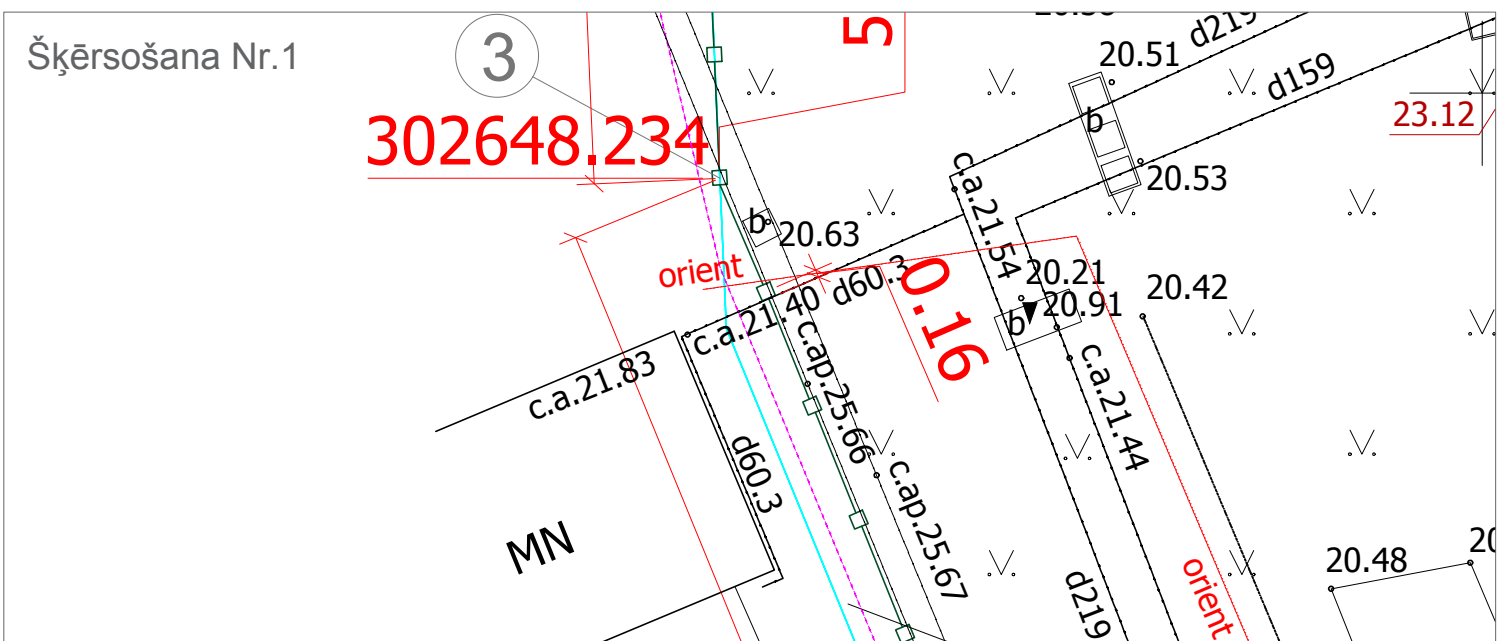 Šķērsošana Nr.1
3
5
d219
20.51
d159
23.12
b
302648.234
20.53
c.a.21.54
b
20.63
orient
d60.3
20.21
20.42
0.16
20.91
b
c.a.21.40
c.ap.25.66
c.a.21.83
c.a.21.44
d60.3
c.ap.25.67
MN
20.48
d219
orient